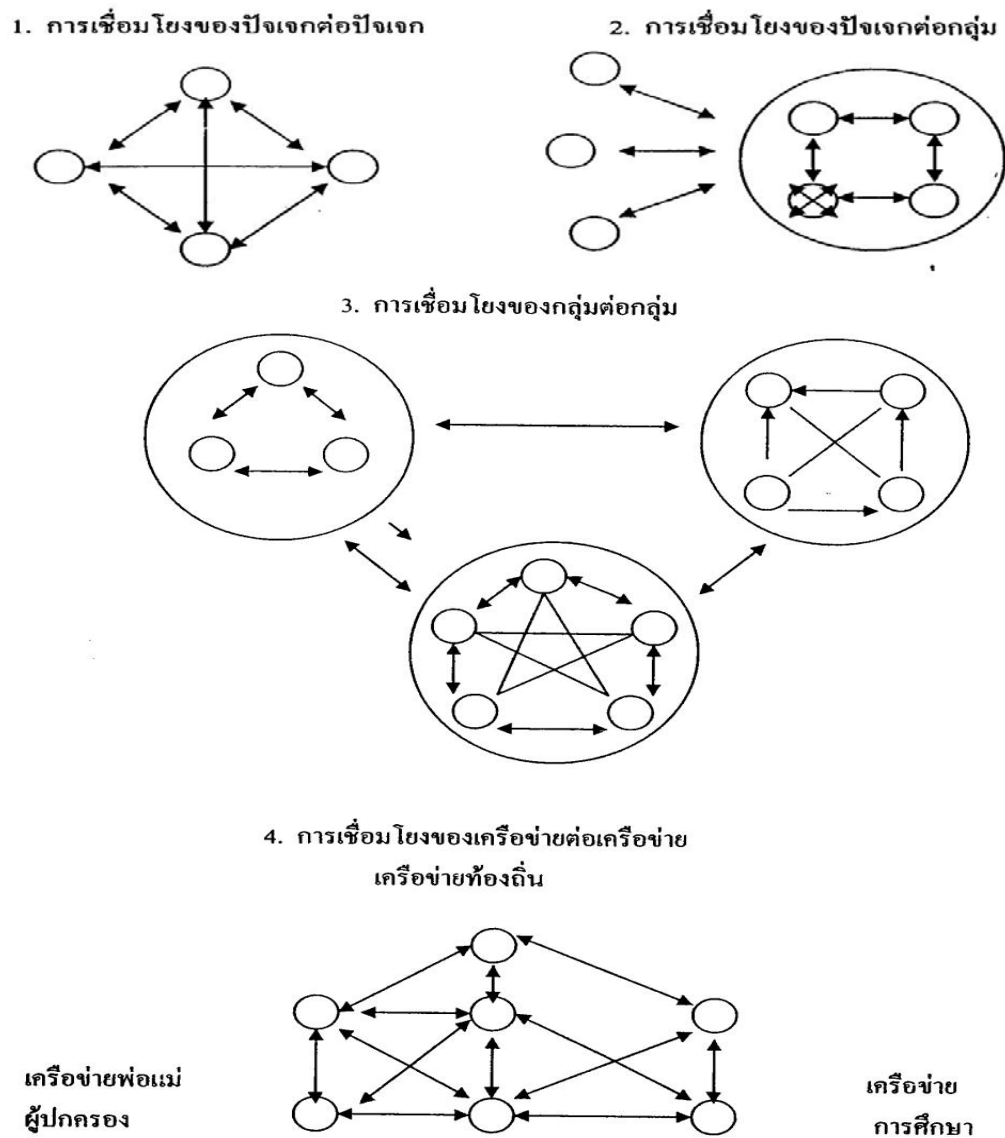 1. การเชื่อมโยงของปัจเจกต่อปัจเจก
2. การเชื่อมโยงของปัจเจกต่อกลุ่ม
3. การเชื่อมโยงของกลุ่มต่อกลุ่ม
4. การเชื่อมโยงของเครือข่ายต่อเครือข่าย
เครือข่ายท้องถิ่น
เครือข่ายพ่อแม่
ผู้ปกครอง
เครือข่าย
การศึกษา